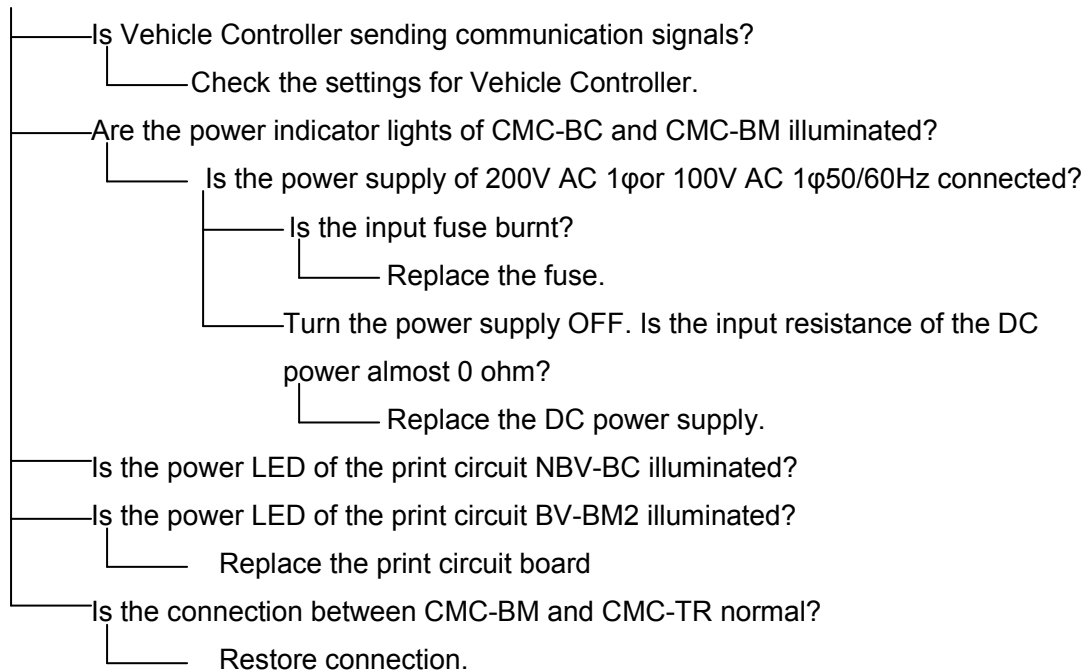 Is Vehicle Controller sending communication signals?
Check the settings for Vehicle Controller.
Are the power indicator lights of CMC-BC and CMC-BM illuminated?
Is the power supply of 200V AC 1φor 100V AC 1φ50/60Hz connected?
Is the input fuse burnt?
Replace the fuse.
Turn the power supply OFF. Is the input resistance of the DC
power almost 0 ohm?
Replace the DC power supply.
Is the power LED of the print circuit NBV-BC illuminated?
Is the power LED of the print circuit BV-BM2 illuminated?
Replace the print circuit board
Is the connection between CMC-BM and CMC-TR normal?
Restore connection.